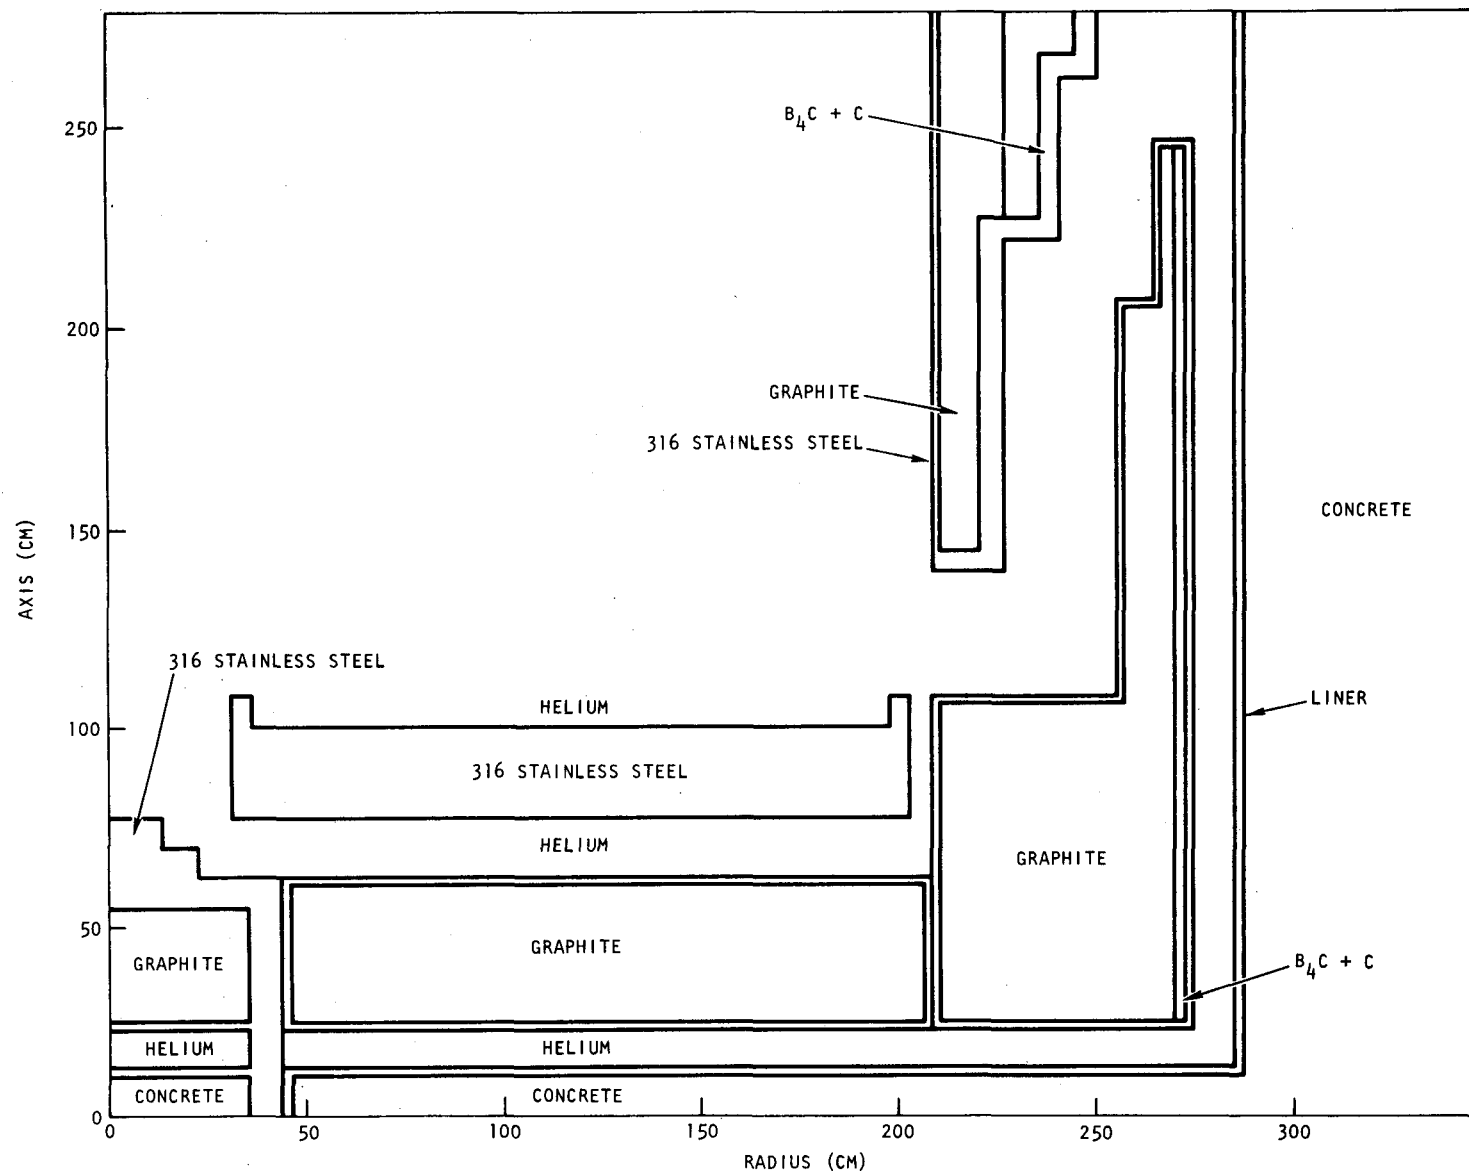 B4C + C
250
200
GRAPHITE
316 STAINLESS STEEL
CONCRETE
150
AXIS (CM)
316 STAINLESS STEEL
HELIUM
LINER
100
316 STAINLESS STEEL
HELIUM
GRAPHITE
50
GRAPHITE
GRAPHITE
B4C + C
HELIUM
HELIUM
CONCRETE
CONCRETE
0
0
50
100
150
200
250
300
RADIUS (CM)